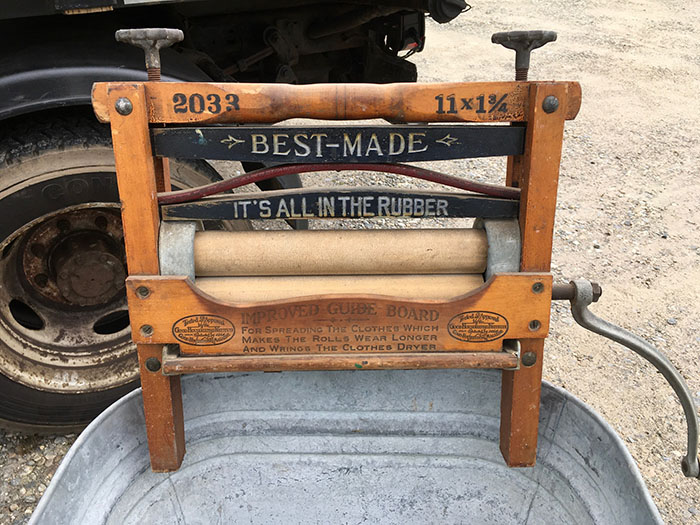 2033 11x1¾
BEST-MADE
IT'S ALL IN THE RUBBER
IMPROVED GUIDE BOARD
FOR SPREADING THE CLOTHES WHICH
MAKES THE ROLLS WEAR LONGER
AND WRINGS THE CLOTHES DRYER